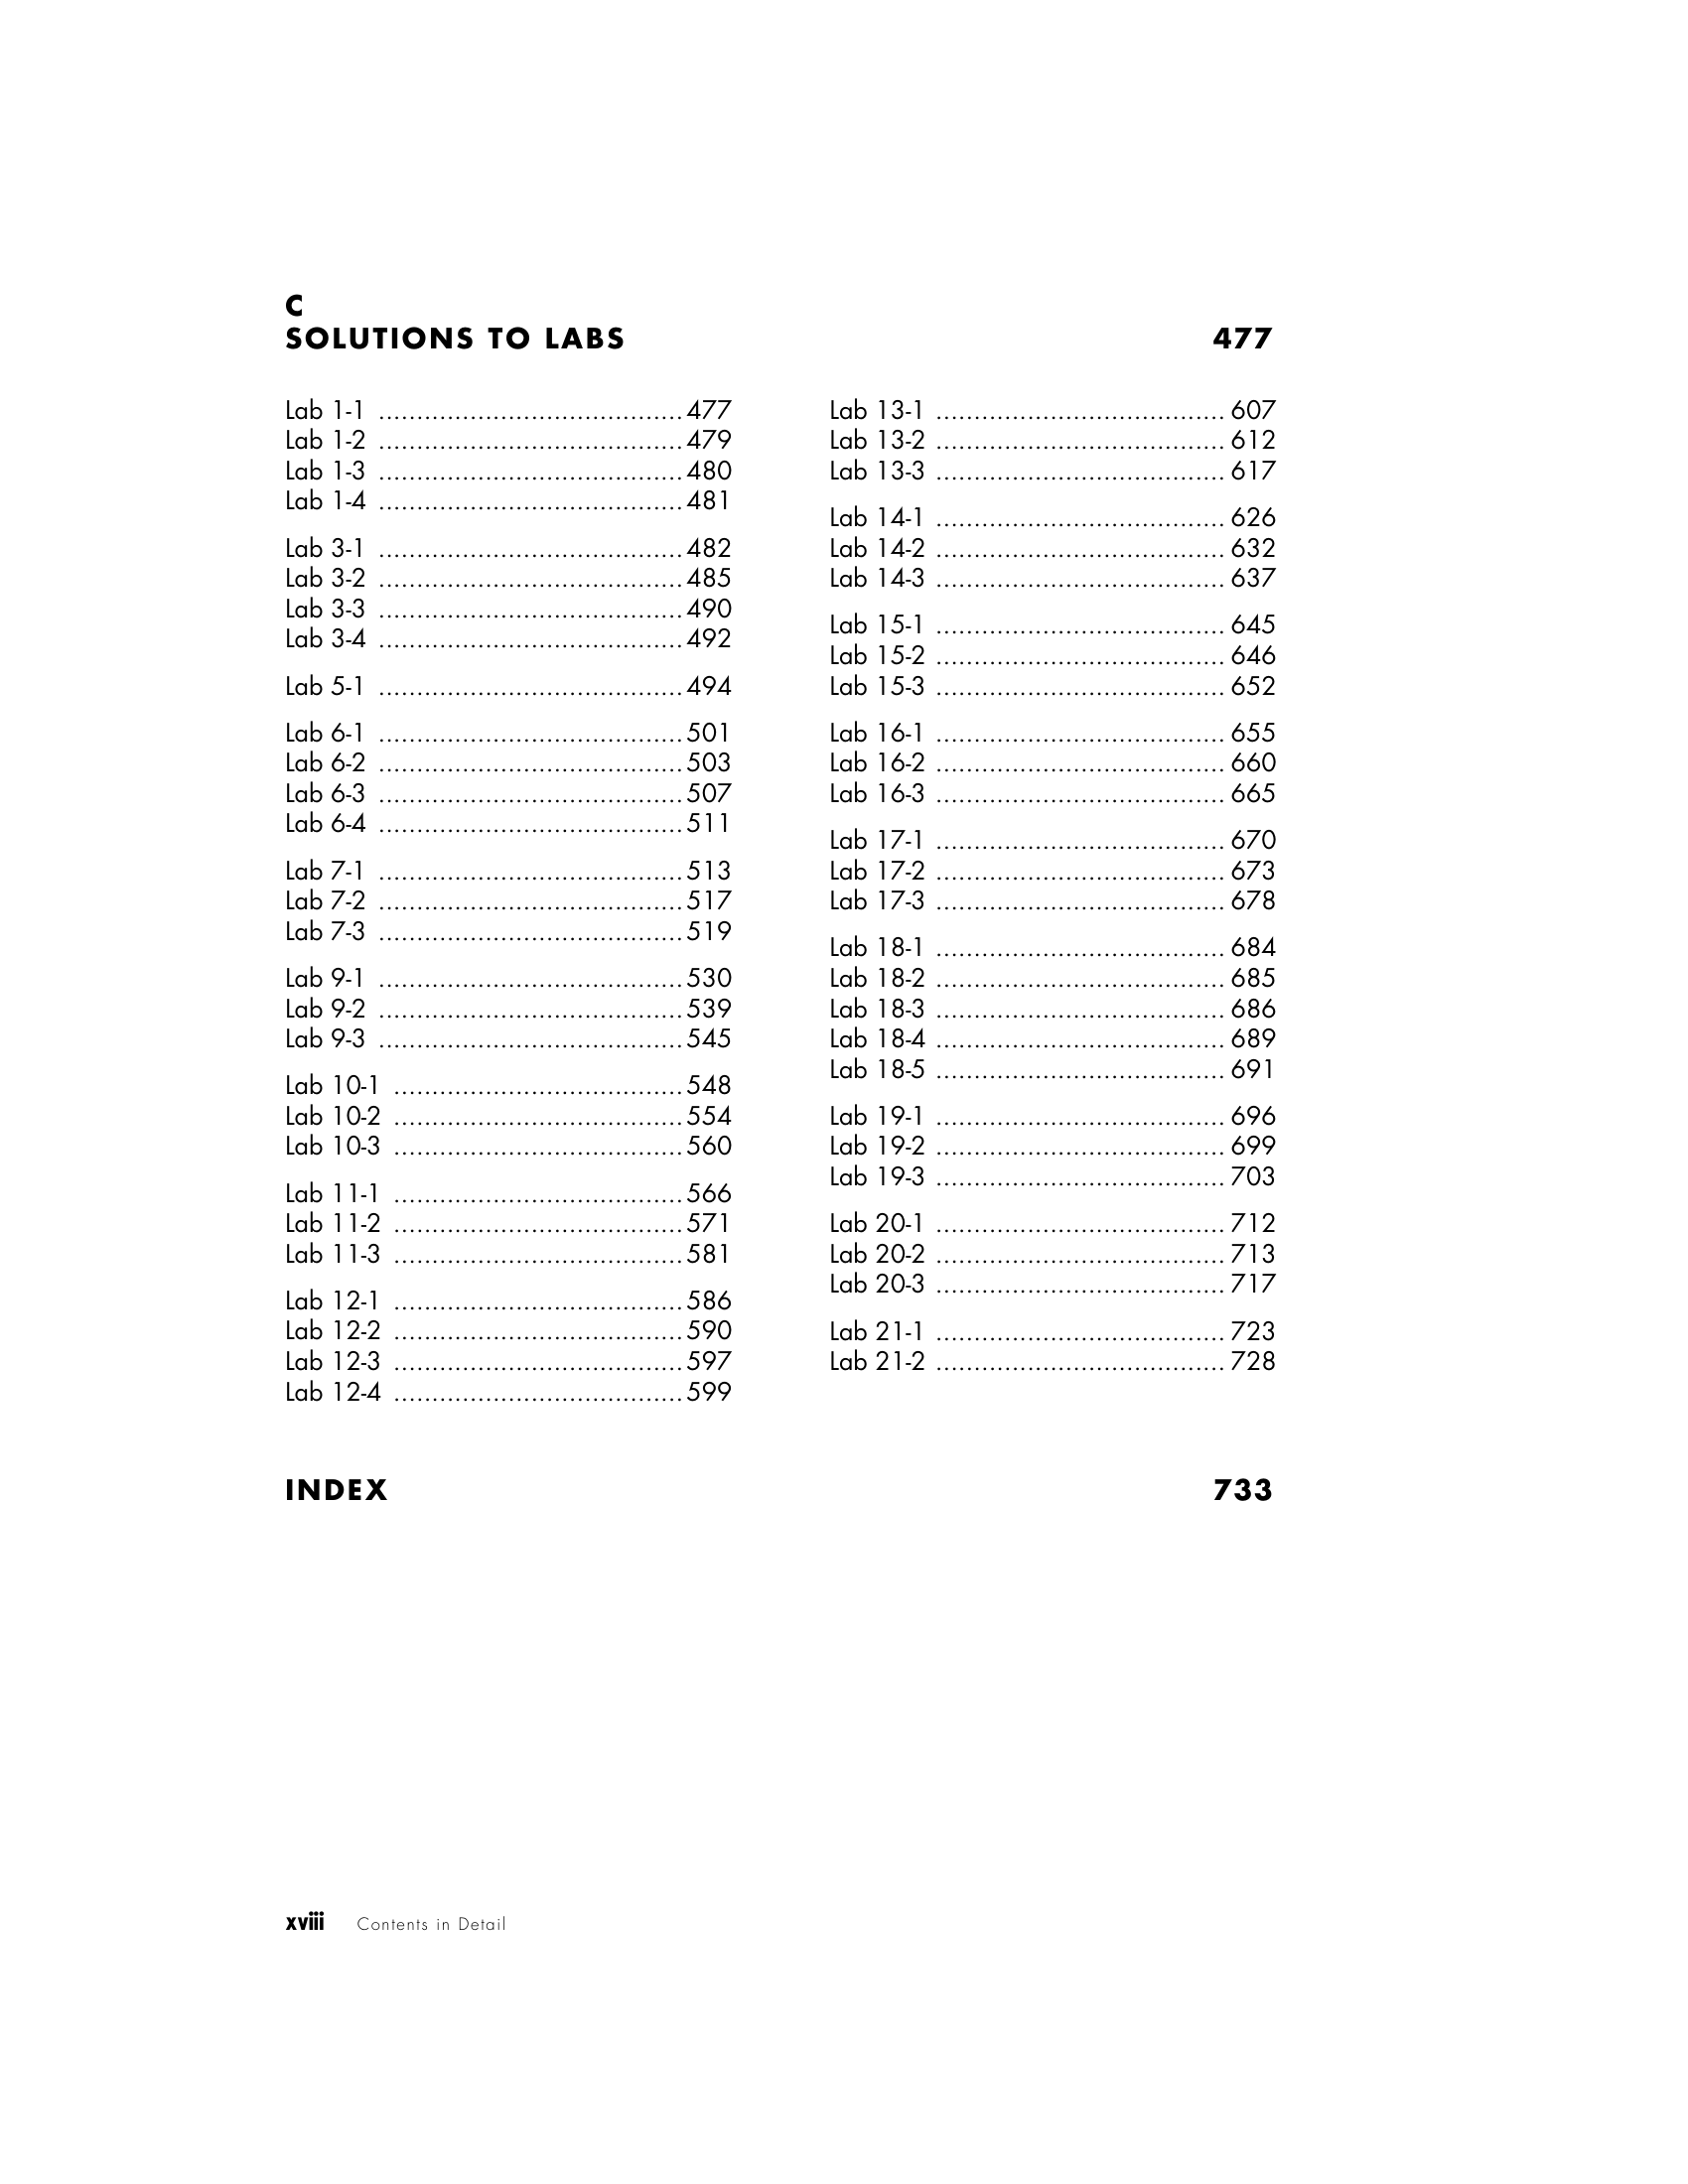 C
SOLUTIONS TO LABS 477
Lab 1-1 ........................................477
Lab 1-2 ........................................479
Lab 1-3 ........................................480
Lab 1-4 ........................................481
Lab 3-1 ........................................482
Lab 3-2 ........................................485
Lab 3-3 ........................................490
Lab 3-4 ........................................492
Lab 5-1 ........................................494
Lab 6-1 ........................................501
Lab 6-2 ........................................503
Lab 6-3 ........................................507
Lab 6-4 ........................................511
Lab 7-1 ........................................513
Lab 7-2 ........................................517
Lab 7-3 ........................................519
Lab 9-1 ........................................530
Lab 9-2 ........................................539
Lab 9-3 ........................................545
Lab 10-1 ......................................548
Lab 10-2 ......................................554
Lab 10-3 ......................................560
Lab 11-1 ......................................566
Lab 11-2 ......................................571
Lab 11-3 ......................................581
Lab 12-1 ......................................586
Lab 12-2 ......................................590
Lab 12-3 ......................................597
Lab 12-4 ......................................599
Lab 13-1 ...................................... 607
Lab 13-2 ...................................... 612
Lab 13-3 ...................................... 617
Lab 14-1 ...................................... 626
Lab 14-2 ...................................... 632
Lab 14-3 ...................................... 637
Lab 15-1 ...................................... 645
Lab 15-2 ...................................... 646
Lab 15-3 ...................................... 652
Lab 16-1 ...................................... 655
Lab 16-2 ...................................... 660
Lab 16-3 ...................................... 665
Lab 17-1 ...................................... 670
Lab 17-2 ...................................... 673
Lab 17-3 ...................................... 678
Lab 18-1 ...................................... 684
Lab 18-2 ...................................... 685
Lab 18-3 ...................................... 686
Lab 18-4 ...................................... 689
Lab 18-5 ...................................... 691
Lab 19-1 ...................................... 696
Lab 19-2 ...................................... 699
Lab 19-3 ...................................... 703
Lab 20-1 ...................................... 712
Lab 20-2 ...................................... 713
Lab 20-3 ...................................... 717
Lab 21-1 ...................................... 723
Lab 21-2 ...................................... 728
INDEX 733
xviii Contents in Detail